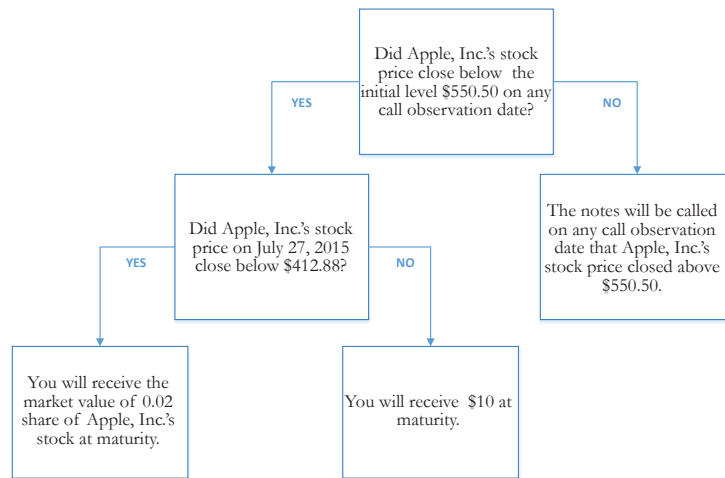 Did Apple, Inc.'s stock
price close below the
initial level $550.50 on any
call observation date?
YES
NO
Did Apple, Inc.'s stock
price on July 27, 2015
close below $412.88?
The notes will be called
on any call observation
date that Apple, Inc.'s
stock price closed above
$550.50.
YES
NO
You will receive the
market value of 0.02
share of Apple, Inc.'s
stock at maturity.
You will receive $10 at
maturity.